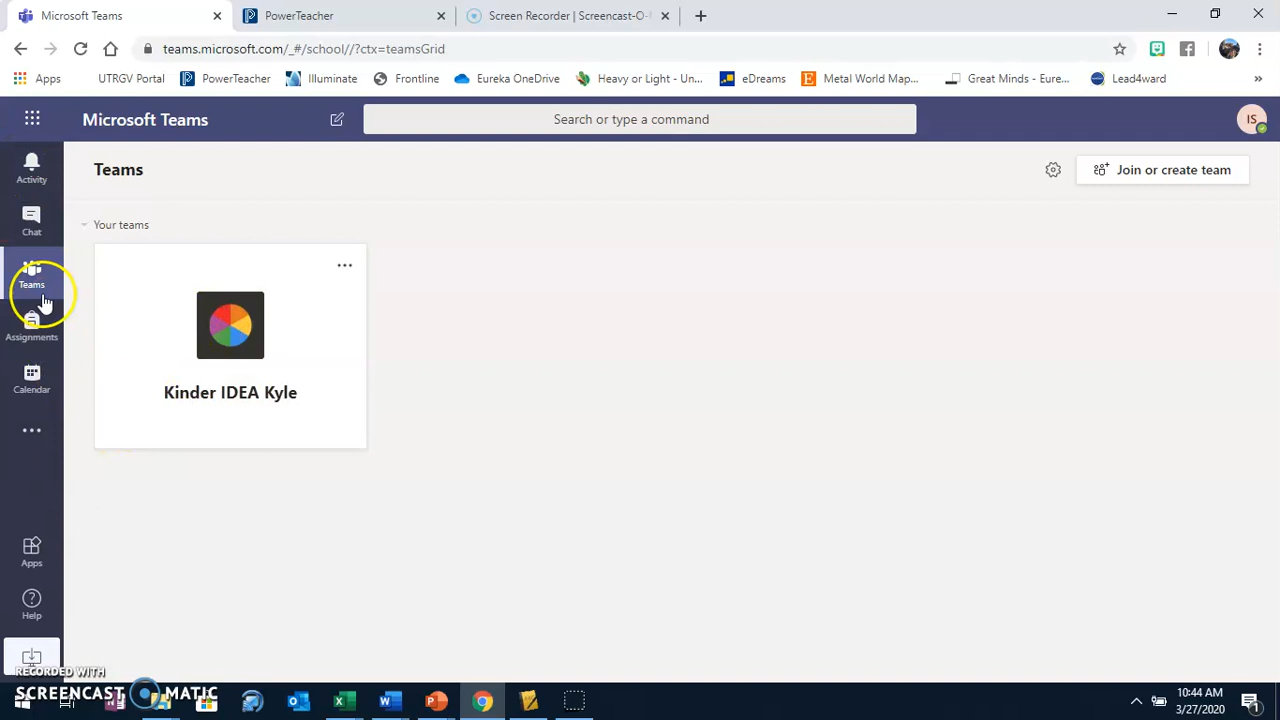 Microsoft Teams
PowerTeacher
Screen Recorder | Screencast-O-
teams.microsoft.com/_#/school//?ctx=teamsGrid
Apps
UTRGV Portal
PowerTeacher
Illuminate
Frontline
Eureka OneDrive
Heavy or Light - Un...
eDreams
Metal World Map...
Great Minds - Eure...
Lead4ward
»
Microsoft Teams
Search or type a command
IS
Activity
Chat
Teams
Assignments
Calendar
Apps
Help
Teams
Join or create team
Your teams
Kinder IDEA Kyle
RECORDED WITH
SCREENCAST MATIC
10:44 AM
3/27/2020
1